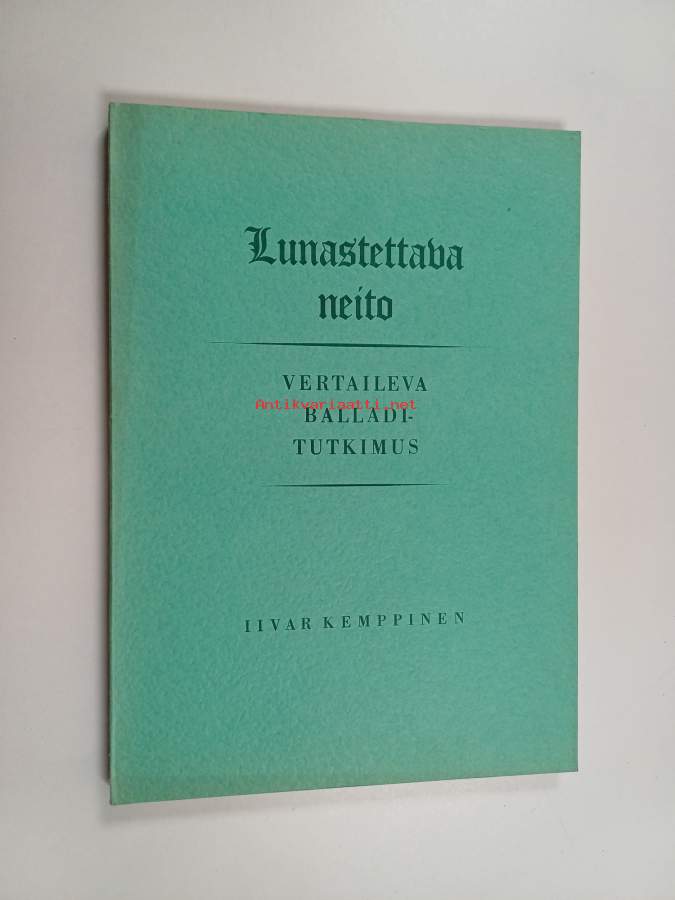 Lunastettava
neito
VERTAILEVA
Antikvariaatti.net
BALLADI-
TUTKIMUS
IIVAR KEMPPINEN